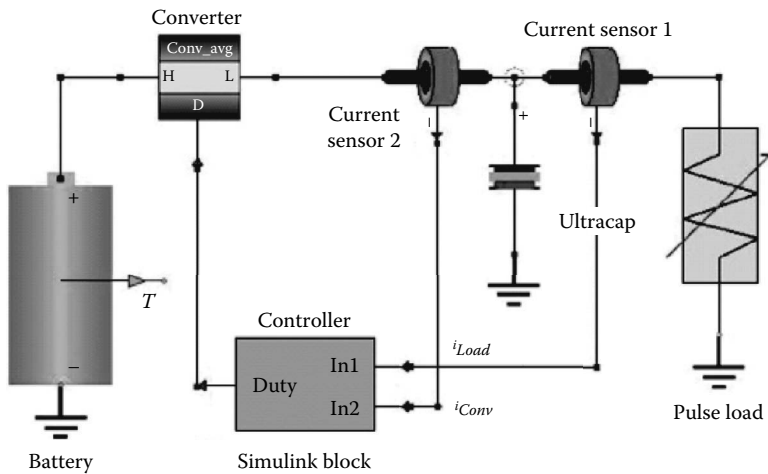 Converter
Conv_avg
H L
D
Current sensor 1
Current
sensor 2
I
I
+
Ultracap
+
T
−
Controller
In1
Duty
In2
iLoad
iConv
Battery
Simulink block
Pulse load